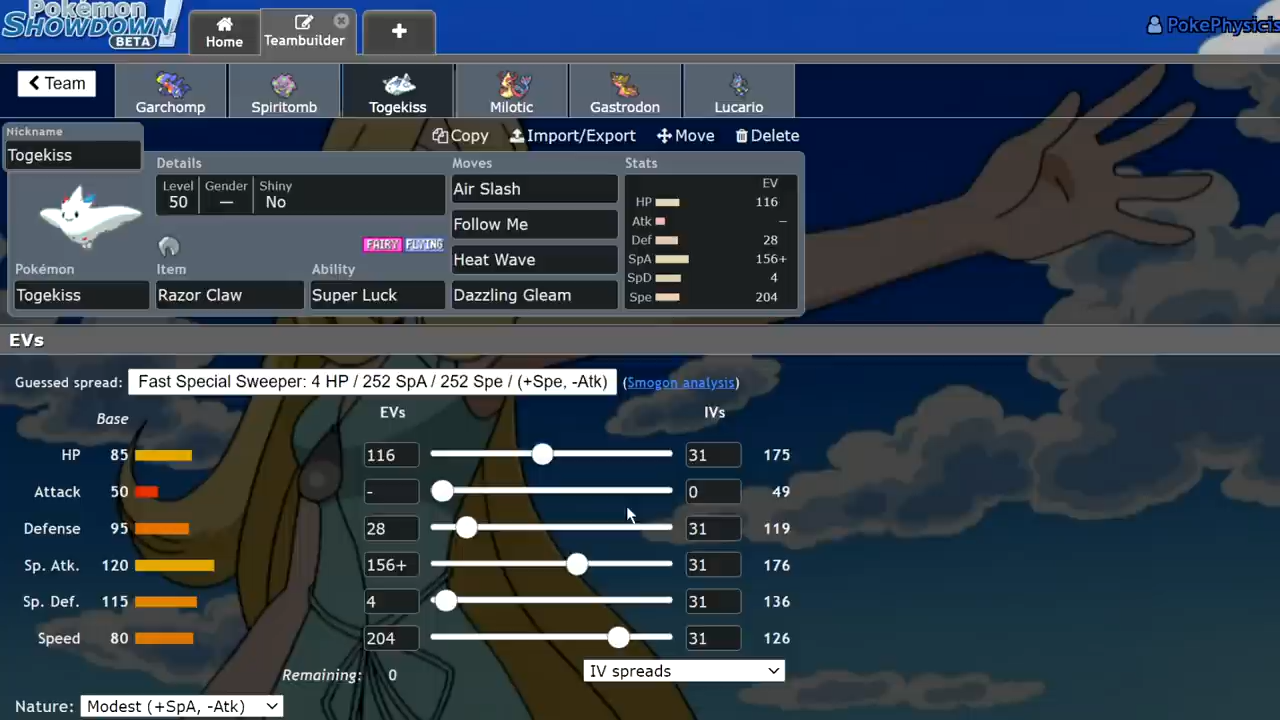 Pokémon
SHOWDOWN!
BETA
Home
Teambuilder
+
PokePhysicis
Team
Garchomp
Spiritomb
Togekiss
Milotic
Gastrodon
Lucario
Nickname
Togekiss
Copy
Import/Export
Move
Delete
Details
Level Gender Shiny
50 — No
FAIRY FLYING
Pokémon Item Ability
Togekiss Razor Claw Super Luck
Moves
Air Slash
Follow Me
Heat Wave
Dazzling Gleam
Stats
EV
HP 116
Atk –
Def 28
SpA 156+
SpD 4
Spe 204
EVs
Guessed spread: Fast Special Sweeper: 4 HP / 252 SpA / 252 Spe / (+Spe, -Atk) (Smogon analysis)
Base EVs IVs
HP 85 116 31 175
Attack 50 - 0 49
Defense 95 28 31 119
Sp. Atk. 120 156+ 31 176
Sp. Def. 115 4 31 136
Speed 80 204 31 126
Remaining: 0 IV spreads
Nature: Modest (+SpA, -Atk)